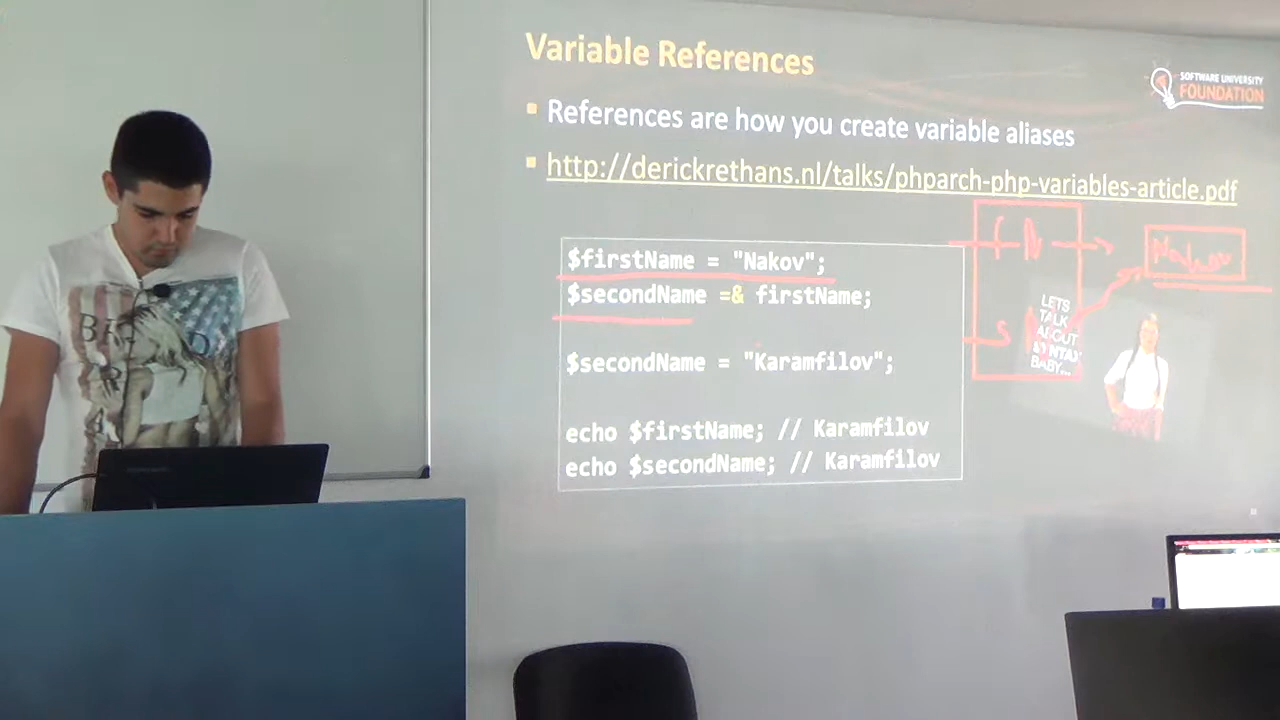 Variable References
SOFTWARE UNIVERSITY
FOUNDATION
References are how you create variable aliases
http://derickrethans.nl/talks/phparch-php-variables-article.pdf
$firstName = "Nakov";
$secondName =& firstName;
$secondName = "Karamfilov";
echo $firstName; // Karamfilov
echo $secondName; // Karamfilov
f N
Nakov
S
LETS
TALK
ABOUT
SYNTAX
BABY...